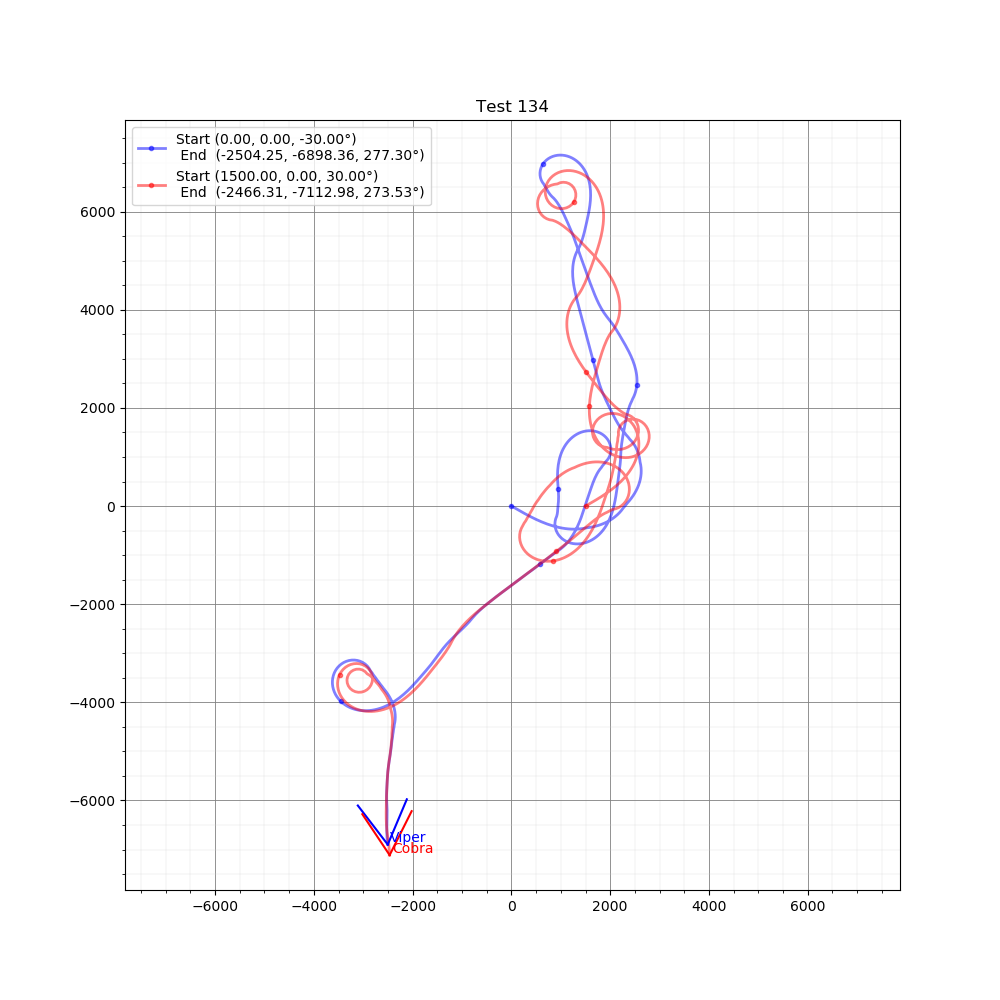 Test 134
Start (0.00, 0.00, -30.00°)
End (-2504.25, -6898.36, 277.30°)
Start (1500.00, 0.00, 30.00°)
End (-2466.31, -7112.98, 273.53°)
6000
4000
2000
0
−2000
−4000
−6000
Viper
Cobra
−6000 −4000 −2000 0 2000 4000 6000